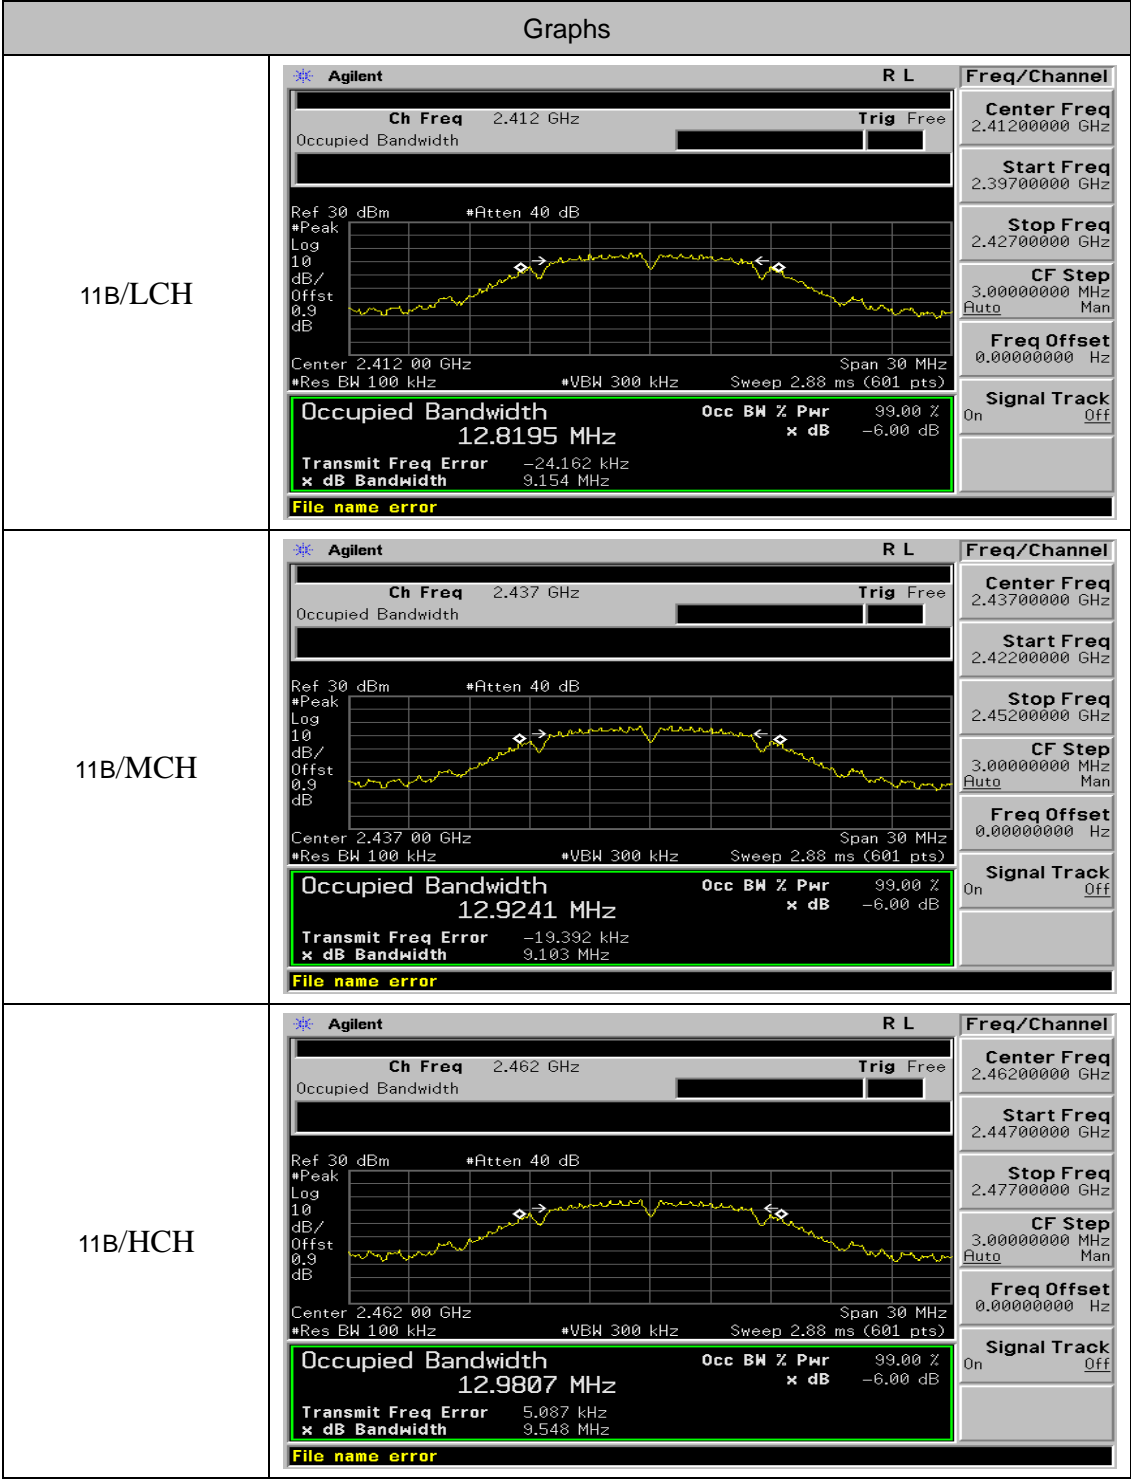 Graphs
11B/LCH
Agilent R L Freq/Channel
Ch Freq 2.412 GHz Trig Free
Occupied Bandwidth
Center Freq
2.41200000 GHz
Start Freq
2.39700000 GHz
Stop Freq
2.42700000 GHz
CF Step
3.00000000 MHz
Auto Man
Freq Offset
0.00000000 Hz
Signal Track
On Off
Ref 30 dBm #Atten 40 dB
#Peak
Log
10
dB/
Offst
0.9
dB
Center 2.412 00 GHz Span 30 MHz
#Res BW 100 kHz #VBW 300 kHz Sweep 2.88 ms (601 pts)
Occupied Bandwidth Occ BW % Pwr 99.00 %
12.8195 MHz x dB -6.00 dB
Transmit Freq Error -24.162 kHz
x dB Bandwidth 9.154 MHz
File name error
11B/MCH
Agilent R L Freq/Channel
Ch Freq 2.437 GHz Trig Free
Occupied Bandwidth
Center Freq
2.43700000 GHz
Start Freq
2.42200000 GHz
Stop Freq
2.45200000 GHz
CF Step
3.00000000 MHz
Auto Man
Freq Offset
0.00000000 Hz
Signal Track
On Off
Ref 30 dBm #Atten 40 dB
#Peak
Log
10
dB/
Offst
0.9
dB
Center 2.437 00 GHz Span 30 MHz
#Res BW 100 kHz #VBW 300 kHz Sweep 2.88 ms (601 pts)
Occupied Bandwidth Occ BW % Pwr 99.00 %
12.9241 MHz x dB -6.00 dB
Transmit Freq Error -19.392 kHz
x dB Bandwidth 9.103 MHz
File name error
11B/HCH
Agilent R L Freq/Channel
Ch Freq 2.462 GHz Trig Free
Occupied Bandwidth
Center Freq
2.46200000 GHz
Start Freq
2.44700000 GHz
Stop Freq
2.47700000 GHz
CF Step
3.00000000 MHz
Auto Man
Freq Offset
0.00000000 Hz
Signal Track
On Off
Ref 30 dBm #Atten 40 dB
#Peak
Log
10
dB/
Offst
0.9
dB
Center 2.462 00 GHz Span 30 MHz
#Res BW 100 kHz #VBW 300 kHz Sweep 2.88 ms (601 pts)
Occupied Bandwidth Occ BW % Pwr 99.00 %
12.9807 MHz x dB -6.00 dB
Transmit Freq Error 5.087 kHz
x dB Bandwidth 9.548 MHz
File name error